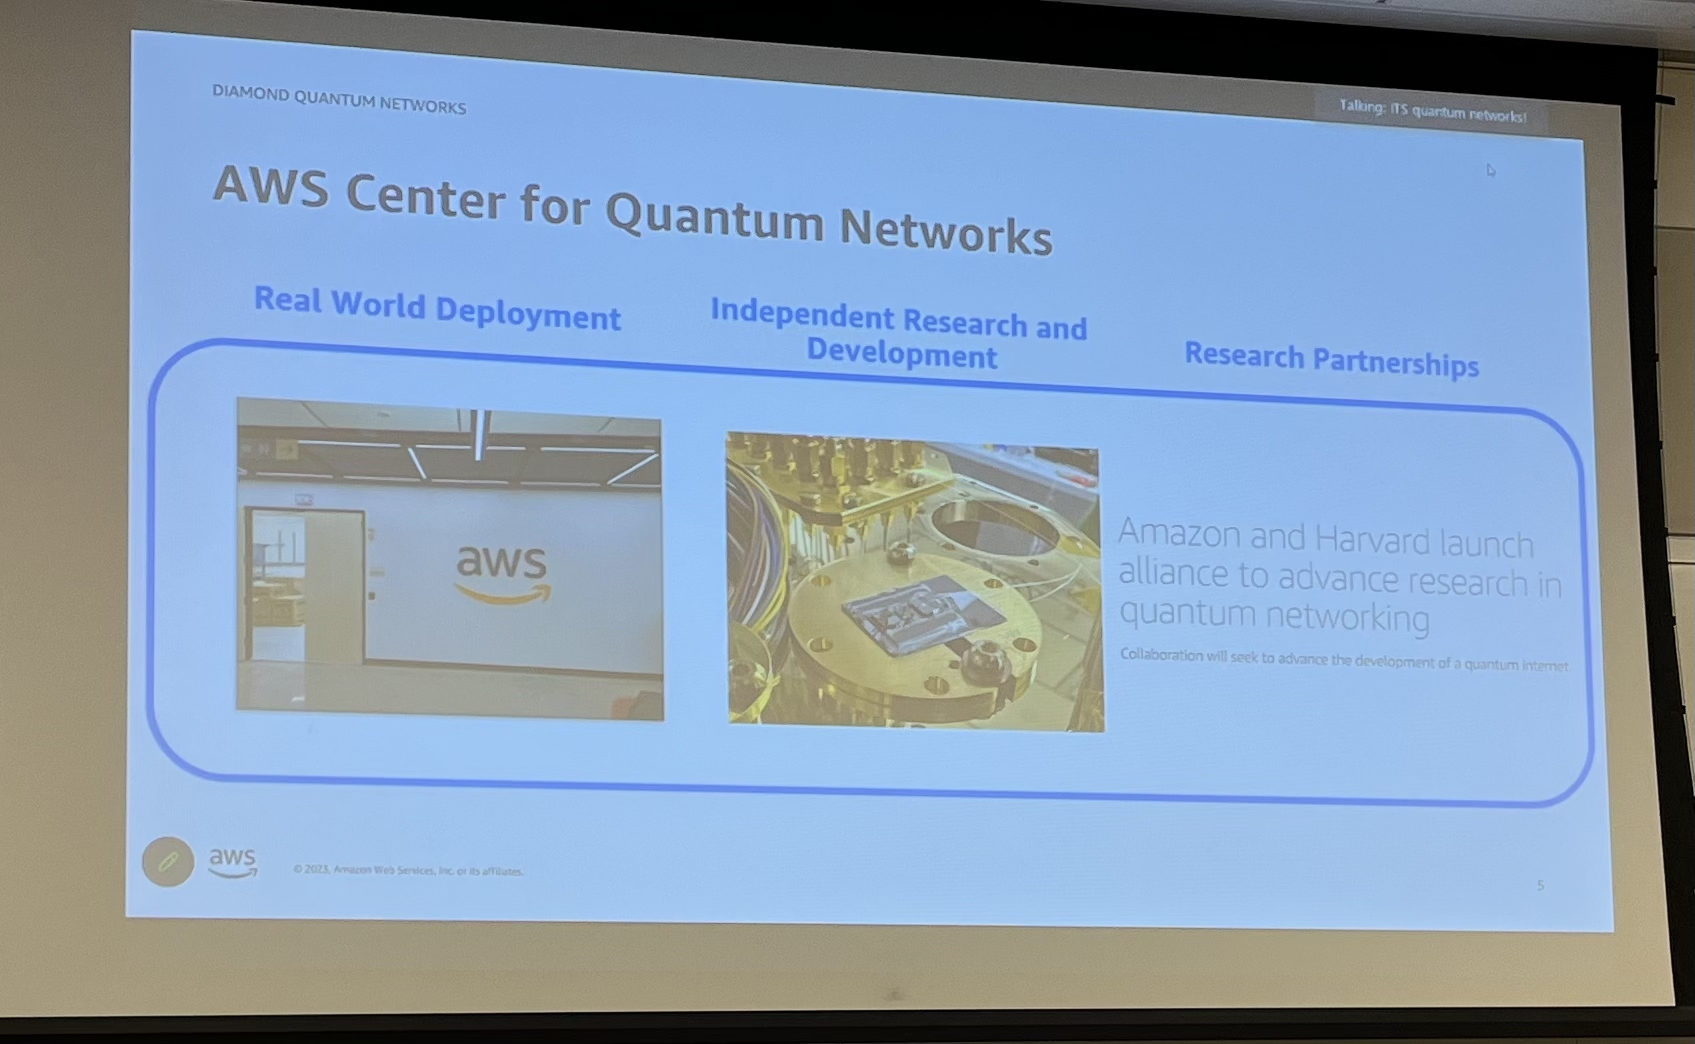 DIAMOND QUANTUM NETWORKS
Talking: ITS quantum networks!
AWS Center for Quantum Networks
Real World Deployment
Independent Research and
Development
Research Partnerships
aws
Amazon and Harvard launch
alliance to advance research in
quantum networking
Collaboration will seek to advance the development of a quantum internet
aws
© 2023, Amazon Web Services, Inc. or its affiliates.
5